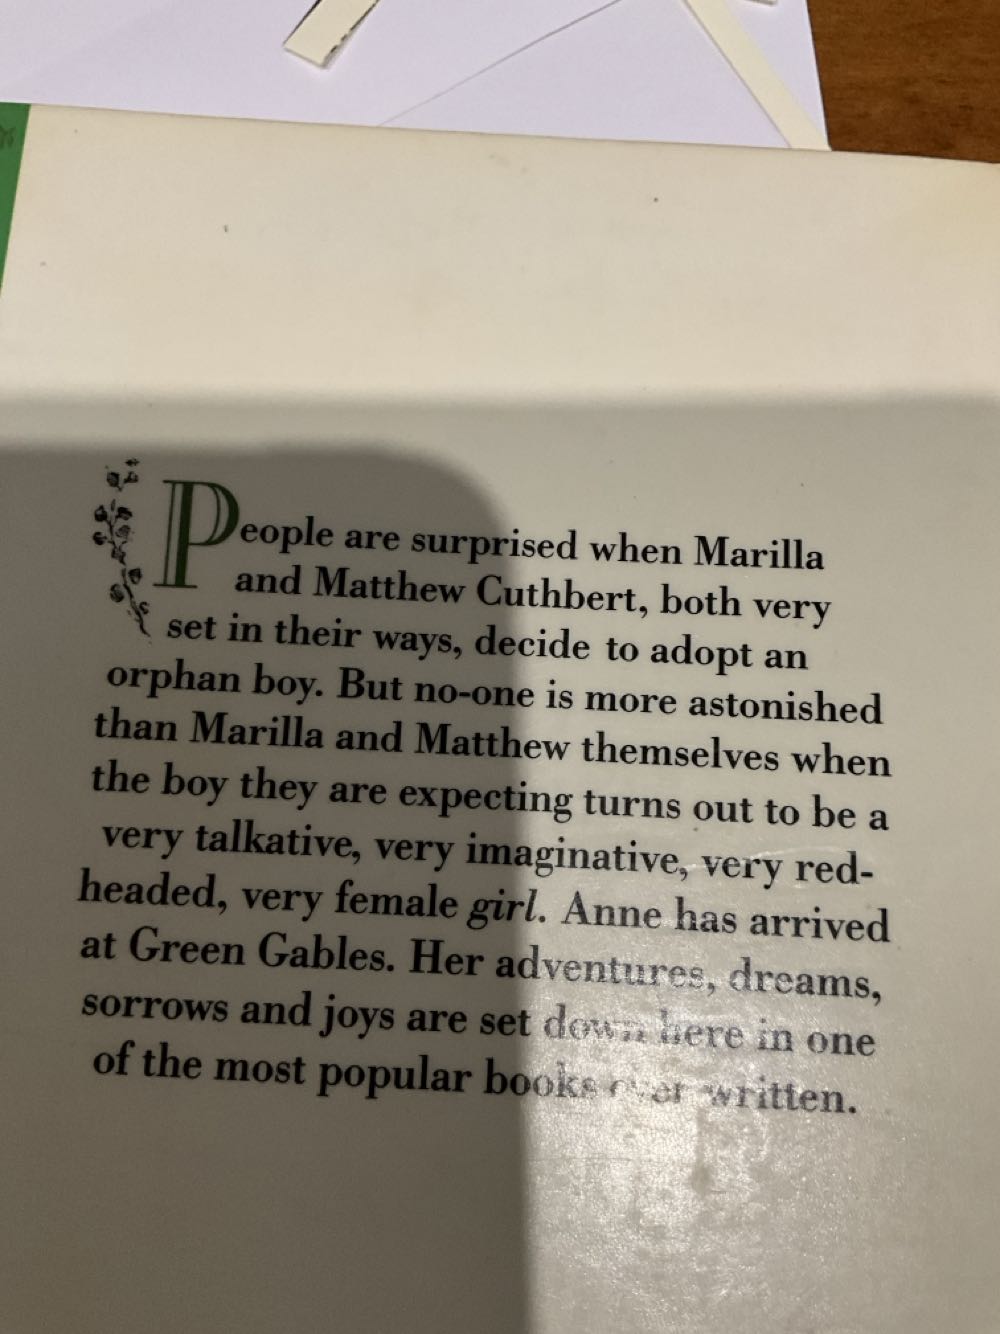 People are surprised when Marilla
and Matthew Cuthbert, both very
set in their ways, decide to adopt an
orphan boy. But no-one is more astonished
than Marilla and Matthew themselves when
the boy they are expecting turns out to be a
very talkative, very imaginative, very red-
headed, very female girl. Anne has arrived
at Green Gables. Her adventures, dreams,
sorrows and joys are set down here in one
of the most popular books ever written.